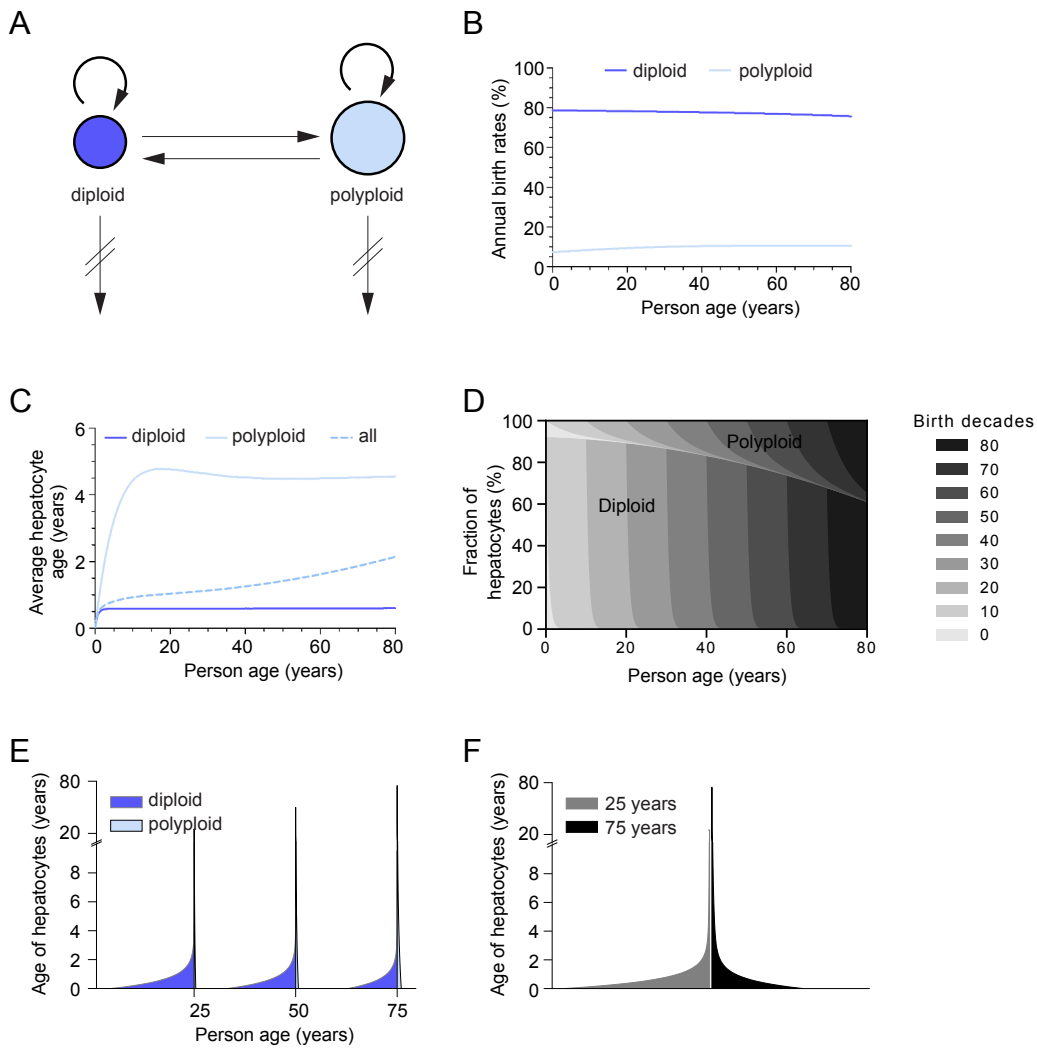 A
diploid
polyploid
B
diploid
polyploid
Annual birth rates (%)
100
80
60
40
20
0
0
20
40
60
80
Person age (years)
C
diploid
polyploid
all
Average hepatocyte
age (years)
6
4
2
0
0
20
40
60
80
Person age (years)
D
Fraction of
hepatocytes (%)
100
80
60
40
20
0
Polyploid
Diploid
0
20
40
60
80
Person age (years)
Birth decades
80
70
60
50
40
30
20
10
0
E
Age of hepatocytes (years)
80
20
8
6
4
2
0
diploid
polyploid
25
50
75
Person age (years)
F
Age of hepatocytes (years)
80
20
8
6
4
2
0
25 years
75 years